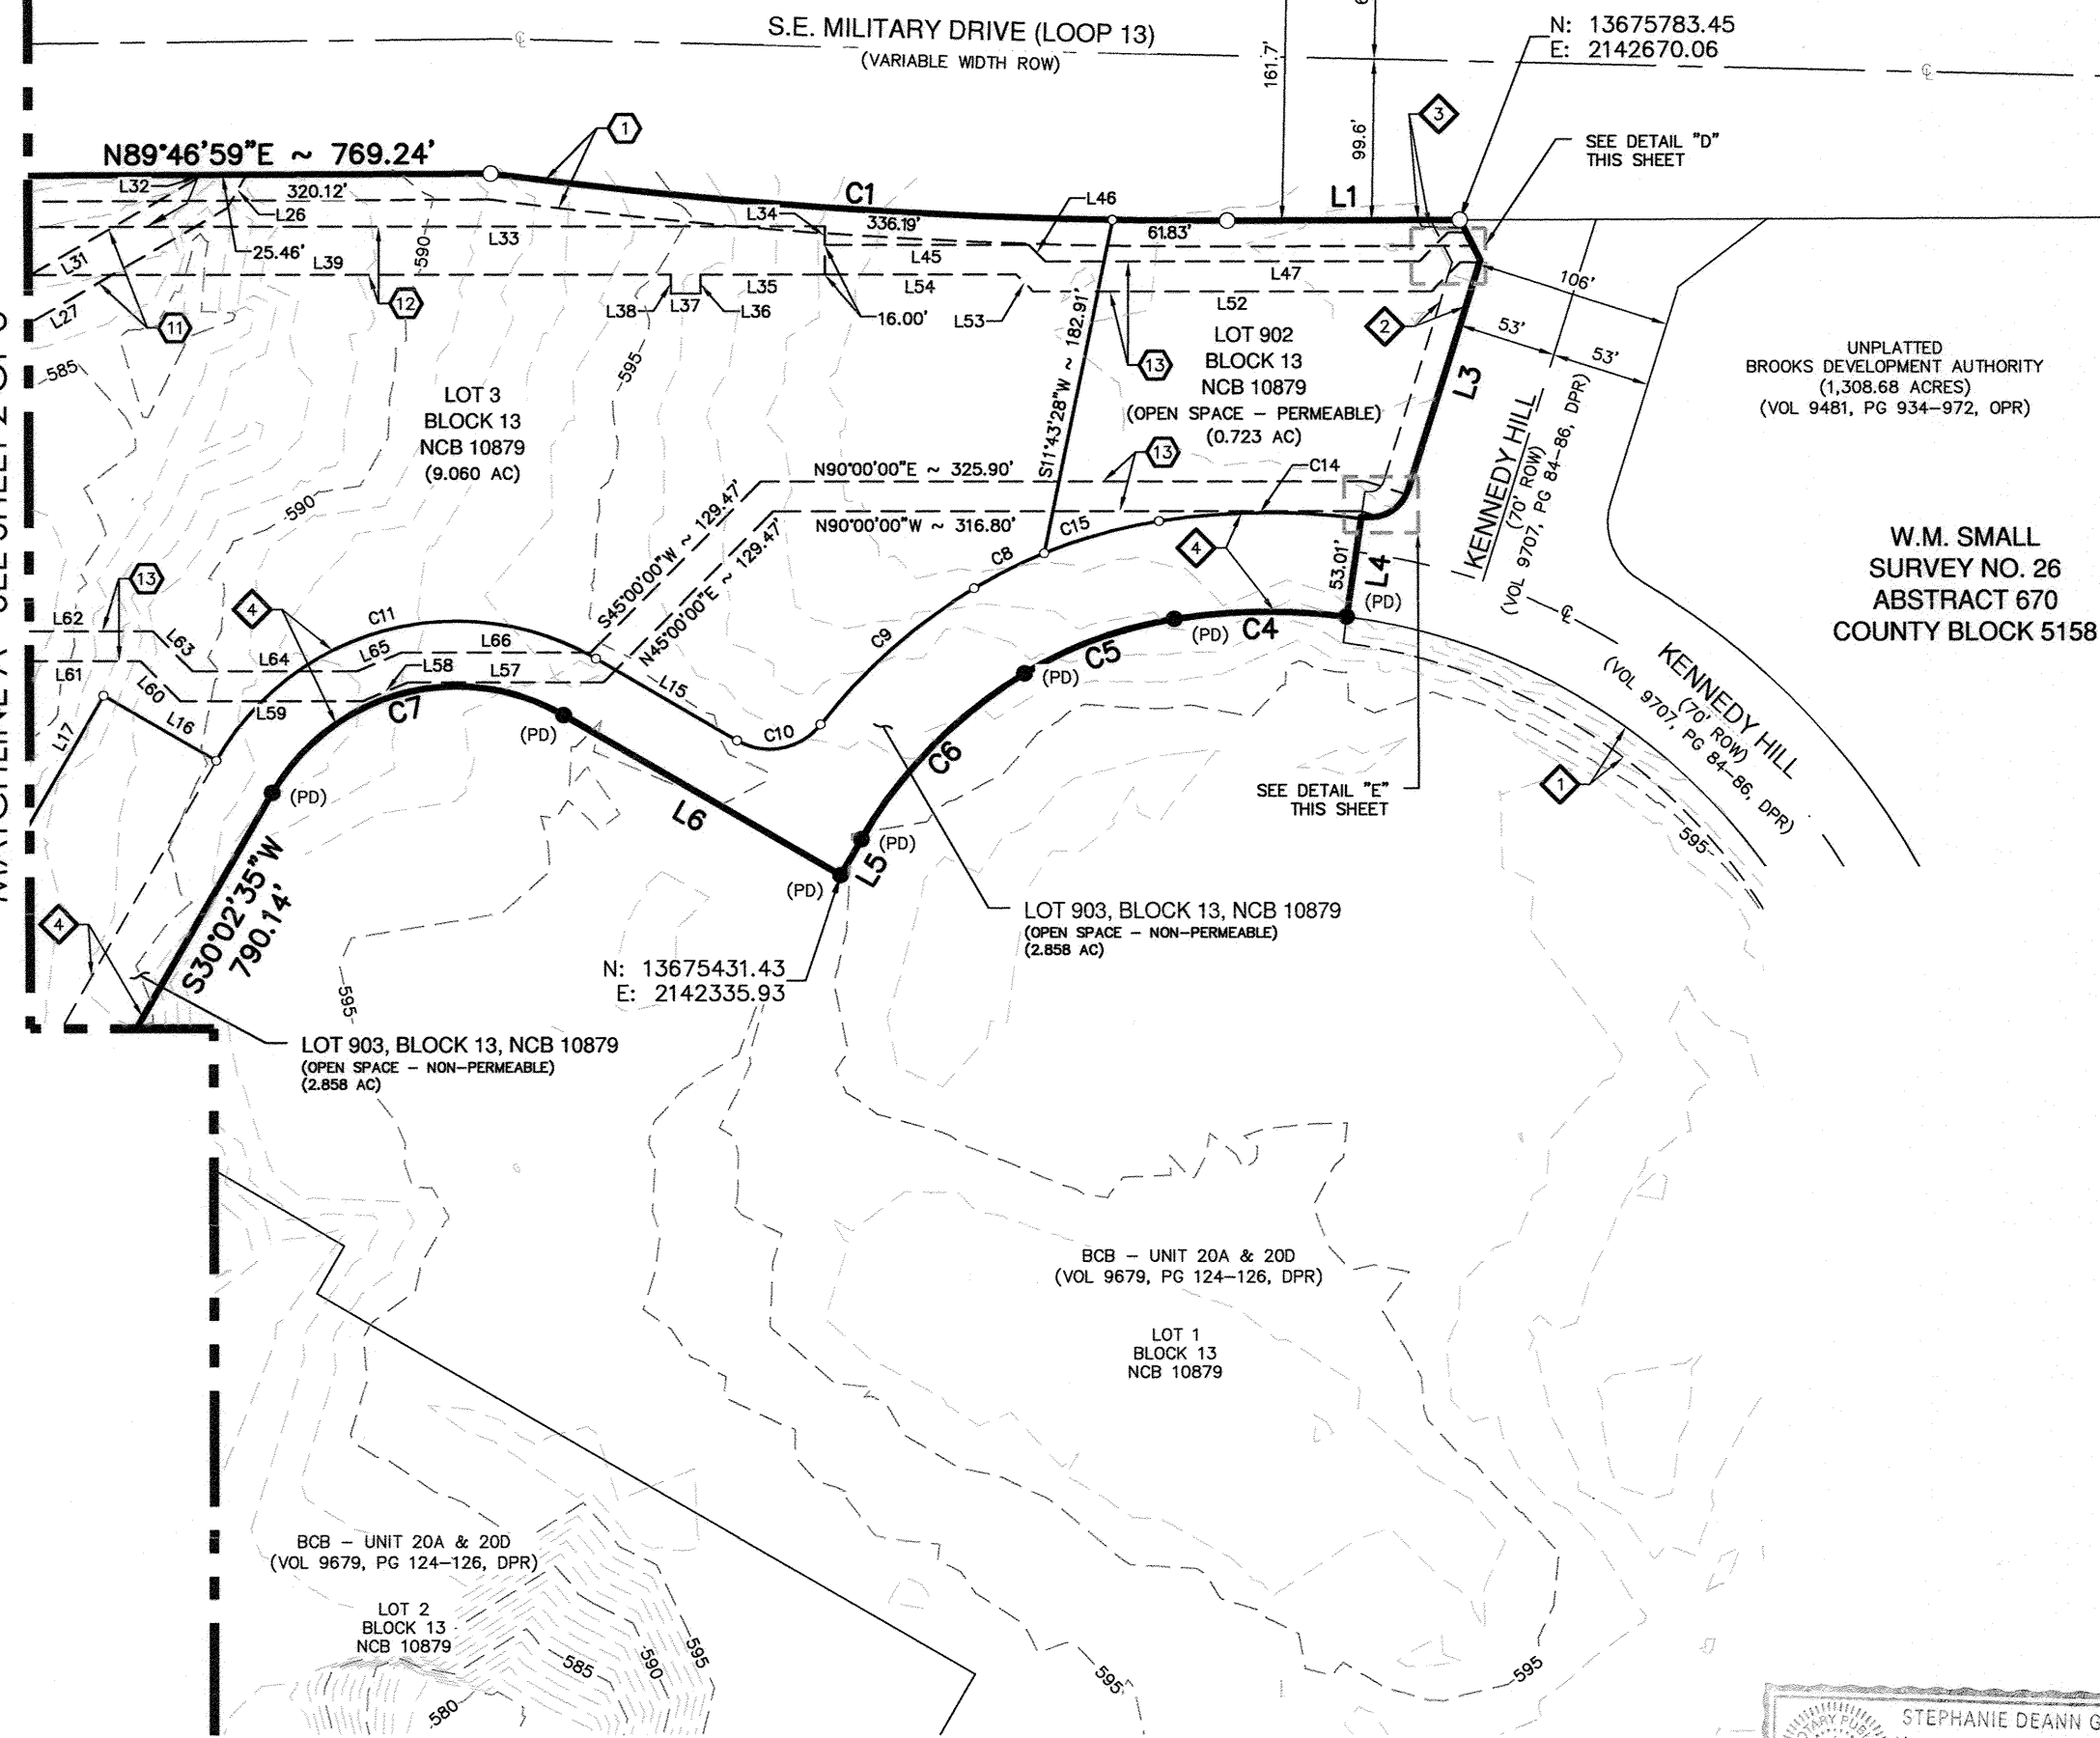 S.E. MILITARY DRIVE (LOOP 13)
(VARIABLE WIDTH ROW)
℄
℄
161.7'
99.6'
N: 13675783.45
E: 2142670.06
SEE DETAIL "D"
THIS SHEET
3
1
N89°46'59"E ~ 769.24'
C1
L1
L32
320.12'
L26
L33
L34
336.19'
L46
61.83'
25.46'
L45
L47
L31
L39
L27
11
12
590
L38
L37
L35
L36
16.00'
L54
L53
L52
2
106'
53'
53'
L3
585
595
590
LOT 3
BLOCK 13
NCB 10879
(9.060 AC)
S11°43'28"W ~ 182.91'
13
LOT 902
BLOCK 13
NCB 10879
(OPEN SPACE – PERMEABLE)
(0.723 AC)
13
UNPLATTED
BROOKS DEVELOPMENT AUTHORITY
(1,308.68 ACRES)
(VOL 9481, PG 934–972, OPR)
KENNEDY HILL
(70' ROW)
(VOL 9707, PG 84–86, DPR)
N90°00'00"E ~ 325.90'
N90°00'00"W ~ 316.80'
C14
C15
4
C8
S45°00'00"W ~ 129.47'
N45°00'00"E ~ 129.47'
53.01'
L4
(PD)
W.M. SMALL
SURVEY NO. 26
ABSTRACT 670
COUNTY BLOCK 5158
℄
KENNEDY HILL
(70' ROW)
(VOL 9707, PG 84–86, DPR)
1
595
13
4
L62
L63
L64
L65
L66
C11
L61
L60
L59
L58
L57
C7
L17
L16
L15
C10
C9
C5
C4
(PD)
(PD)
C6
(PD)
(PD)
L6
L5
(PD)
(PD)
SEE DETAIL "E"
THIS SHEET
S30°02'35"W
790.14'
4
LOT 903, BLOCK 13, NCB 10879
(OPEN SPACE – NON–PERMEABLE)
(2.858 AC)
N: 13675431.43
E: 2142335.93
595
LOT 903, BLOCK 13, NCB 10879
(OPEN SPACE – NON–PERMEABLE)
(2.858 AC)
BCB – UNIT 20A & 20D
(VOL 9679, PG 124–126, DPR)
LOT 1
BLOCK 13
NCB 10879
BCB – UNIT 20A & 20D
(VOL 9679, PG 124–126, DPR)
LOT 2
BLOCK 13
NCB 10879
585
590
595
580
595
595
STEPHANIE DEANN G